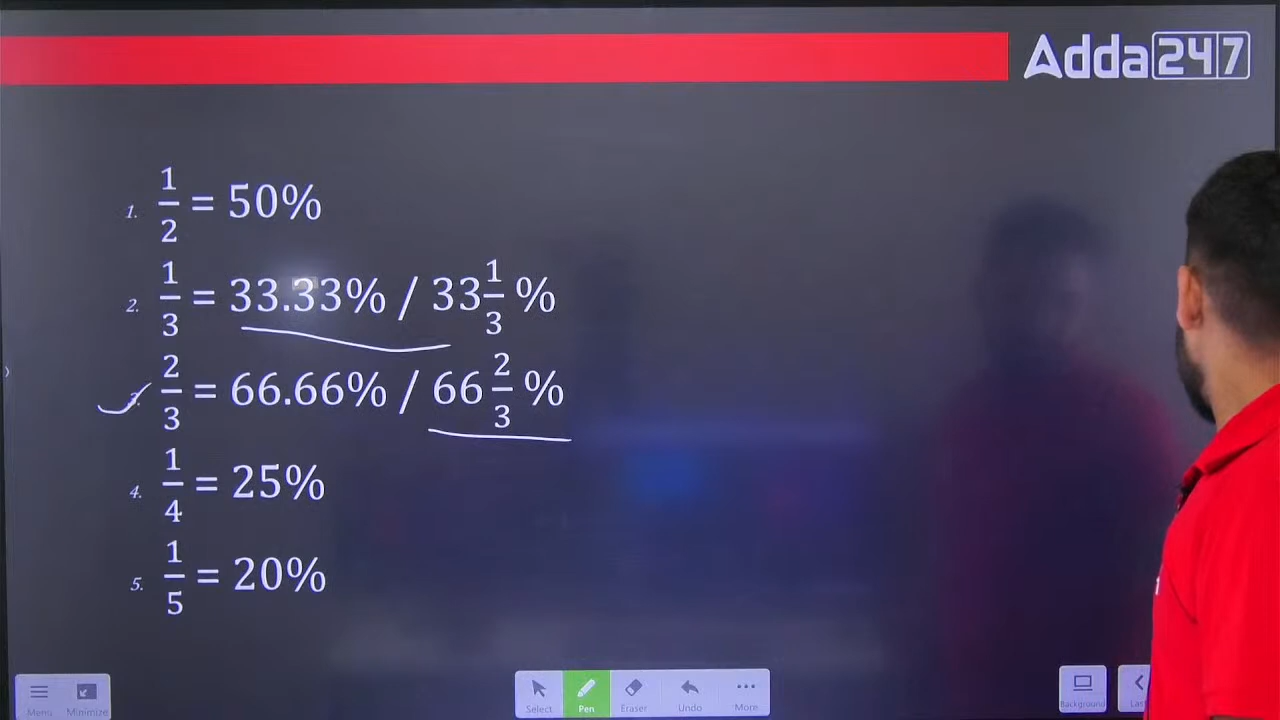 Adda247
1. 1/2 = 50%
2. 1/3 = 33.33% / 33 1/3 %
3. 2/3 = 66.66% / 66 2/3 %
4. 1/4 = 25%
5. 1/5 = 20%
Menu Minimize Select Pen Eraser Undo More Background